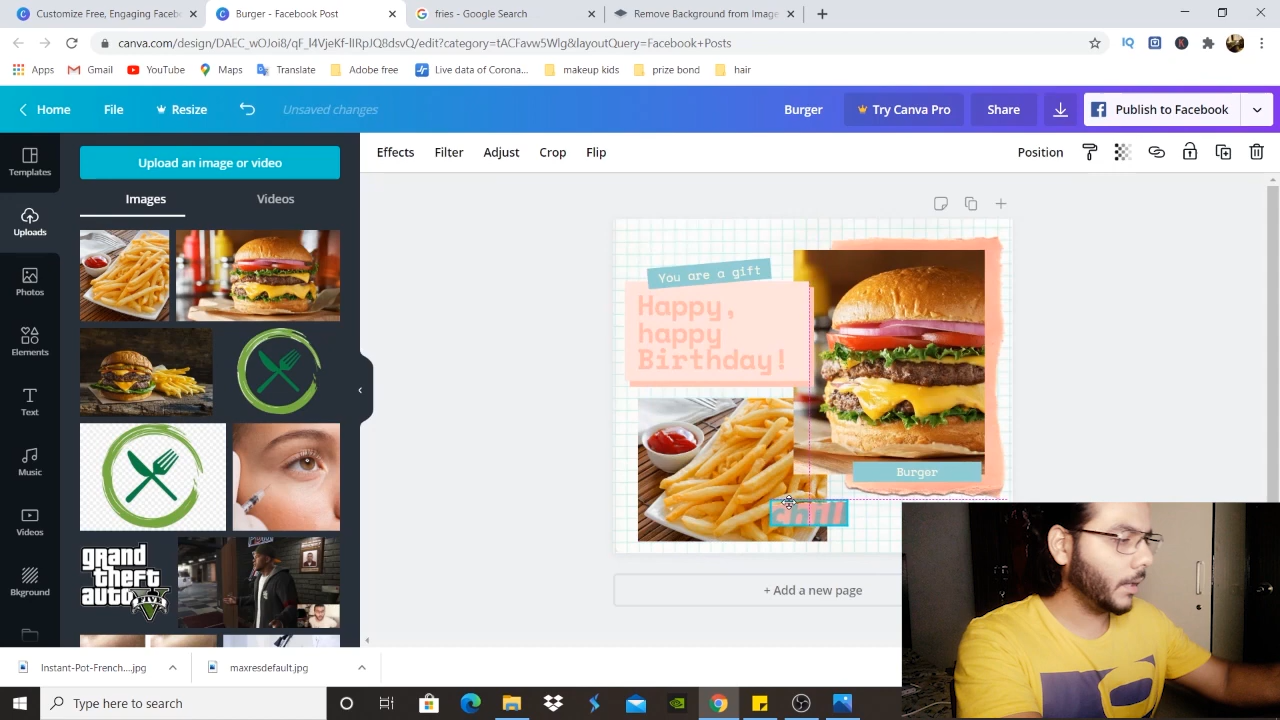 Customize Free, Engaging Faceb
Burger - Facebook Post
fries - Google Search
Remove Background from Image
canva.com/design/DAEC_wOJoi8/qF_l4VjeKf-lIRpJQ8dsvQ/edit?category=tACFavw5Wlg&layoutQuery=Facebook+Posts
Apps
Gmail
YouTube
Maps
Translate
Adobe free
Live data of Corona...
makeup kids
prize bond
hair
Home
File
Resize
Unsaved changes
Burger
Try Canva Pro
Share
Publish to Facebook
Templates
Upload an image or video
Effects
Filter
Adjust
Crop
Flip
Position
Images
Videos
Uploads
Photos
Elements
Text
Music
Videos
Bkground
You are a gift
Happy,
happy
Birthday!
Burger
chill
grand
theft
auto
V
+ Add a new page
Instant-Pot-French....jpg
maxresdefault.jpg
Type here to search